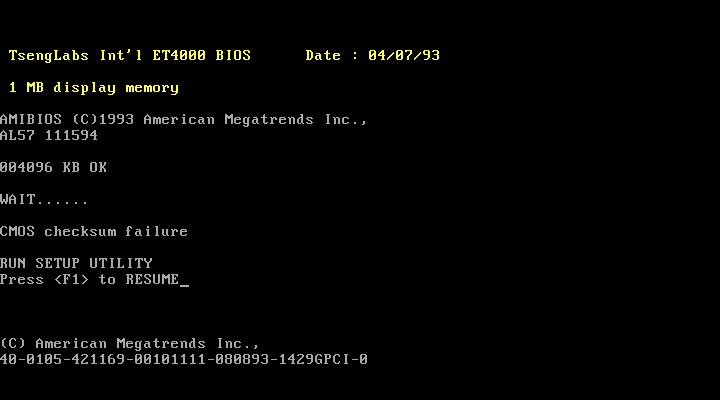 TsengLabs Int'l ET4000 BIOS      Date : 04/07/93
1 MB display memory
AMIBIOS (C)1993 American Megatrends Inc.,
AL57 111594
004096 KB OK
WAIT......
CMOS checksum failure
RUN SETUP UTILITY
Press <F1> to RESUME_
(C) American Megatrends Inc.,
40-0105-421169-00101111-080893-1429GPCI-0